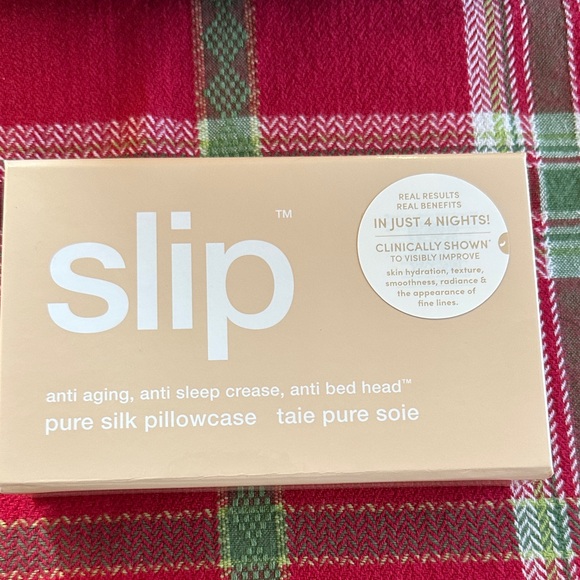 slip™
REAL RESULTS
REAL BENEFITS
IN JUST 4 NIGHTS!
CLINICALLY SHOWN
TO VISIBLY IMPROVE
skin hydration, texture,
smoothness, radiance &
the appearance of
fine lines.
anti aging, anti sleep crease, anti bed head™
pure silk pillowcase taie pure soie